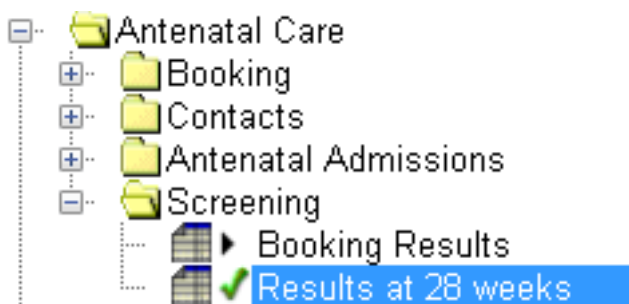 Antenatal Care
Booking
Contacts
Antenatal Admissions
Screening
Booking Results
Results at 28 weeks